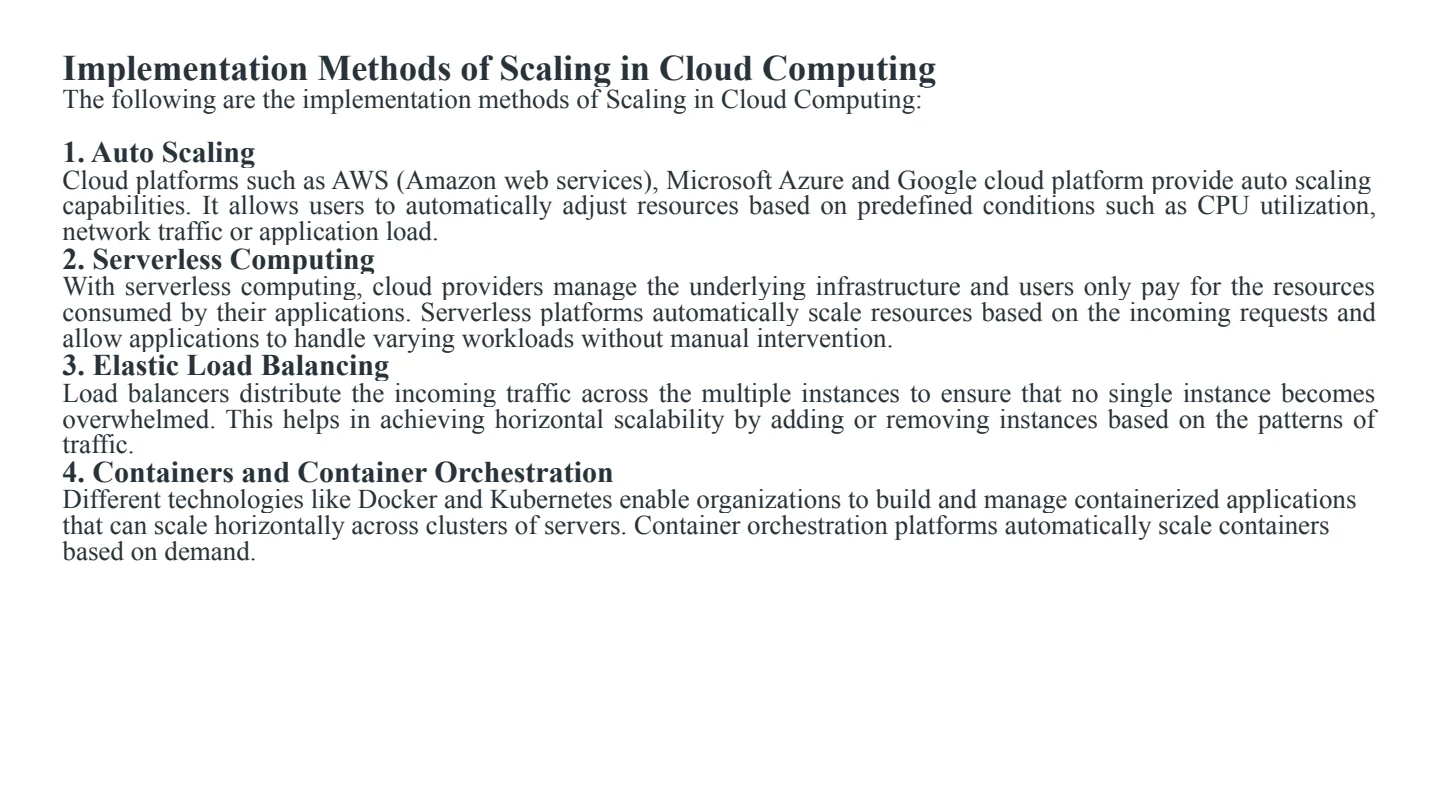 Implementation Methods of Scaling in Cloud Computing
The following are the implementation methods of Scaling in Cloud Computing:
1. Auto Scaling
Cloud platforms such as AWS (Amazon web services), Microsoft Azure and Google cloud platform provide auto scaling
capabilities. It allows users to automatically adjust resources based on predefined conditions such as CPU utilization,
network traffic or application load.
2. Serverless Computing
With serverless computing, cloud providers manage the underlying infrastructure and users only pay for the resources
consumed by their applications. Serverless platforms automatically scale resources based on the incoming requests and
allow applications to handle varying workloads without manual intervention.
3. Elastic Load Balancing
Load balancers distribute the incoming traffic across the multiple instances to ensure that no single instance becomes
overwhelmed. This helps in achieving horizontal scalability by adding or removing instances based on the patterns of
traffic.
4. Containers and Container Orchestration
Different technologies like Docker and Kubernetes enable organizations to build and manage containerized applications
that can scale horizontally across clusters of servers. Container orchestration platforms automatically scale containers
based on demand.